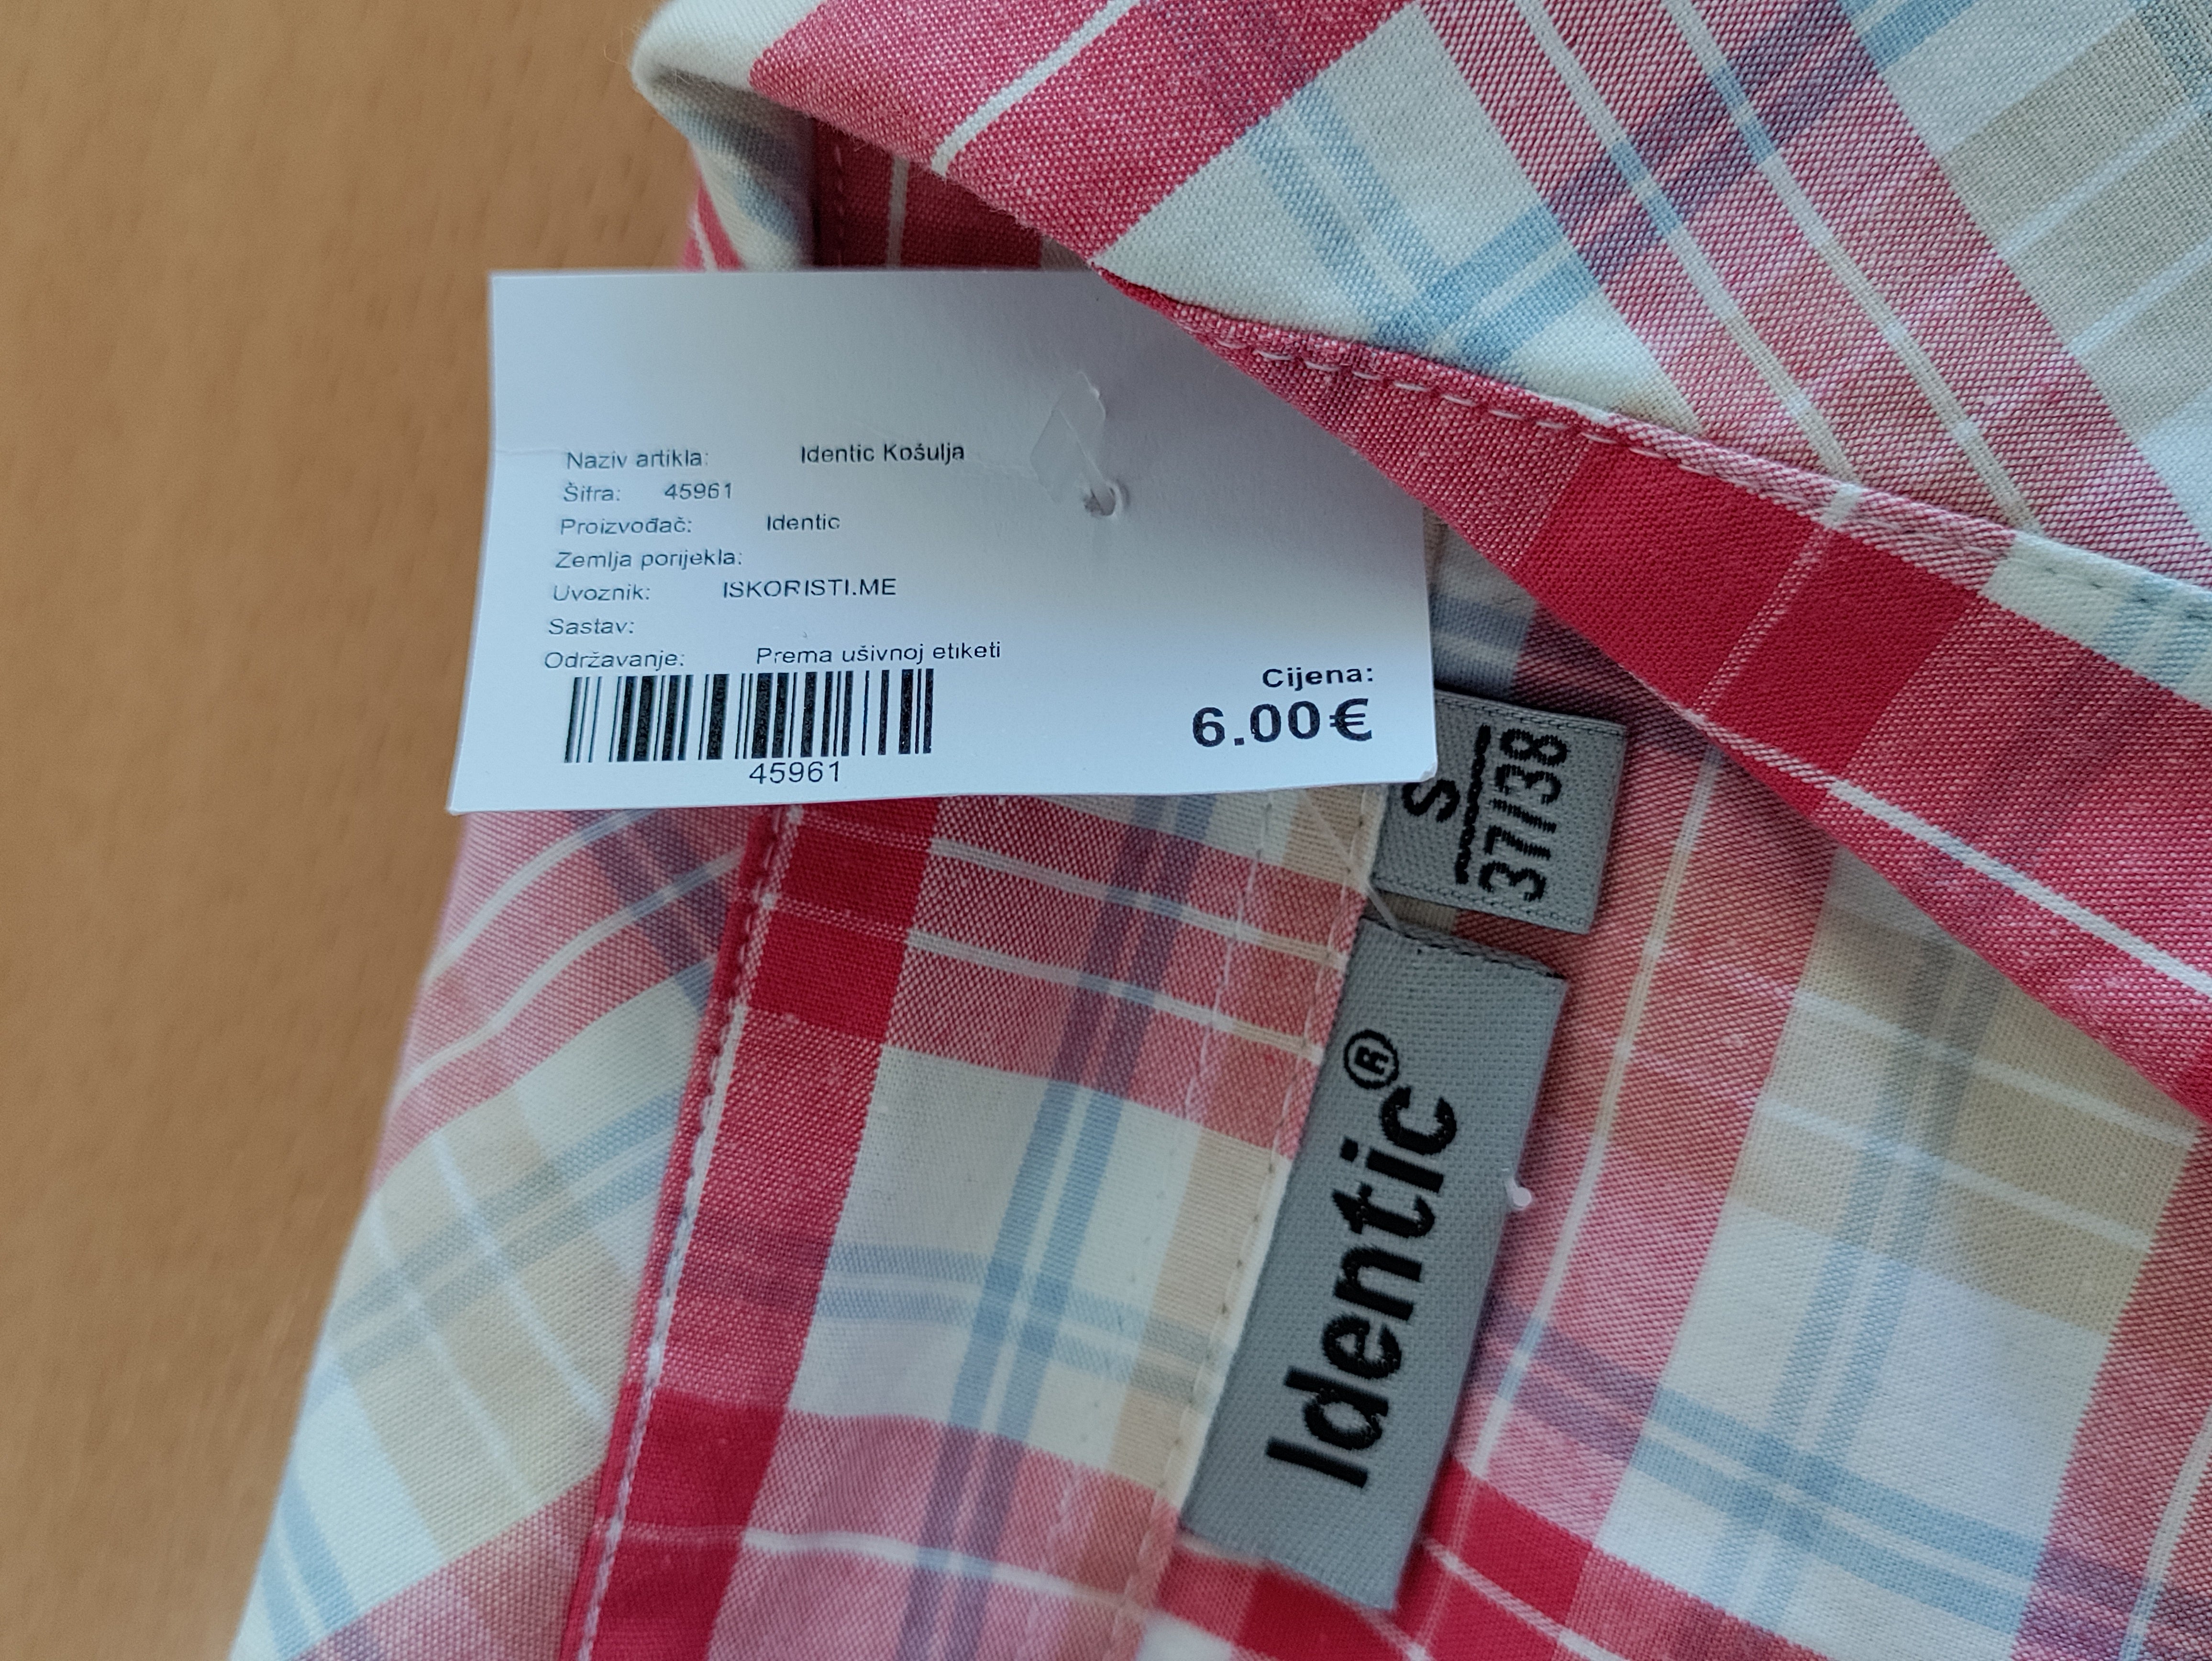 Naziv artikla: Identic Košulja
Šifra: 45961
Proizvođač: Identic
Zemlja porijekla:
Uvoznik: ISKORISTI.ME
Sastav:
Održavanje: Prema ušivnoj etiketi
45961
Cijena:
6.00€
S
37/38
Identic®